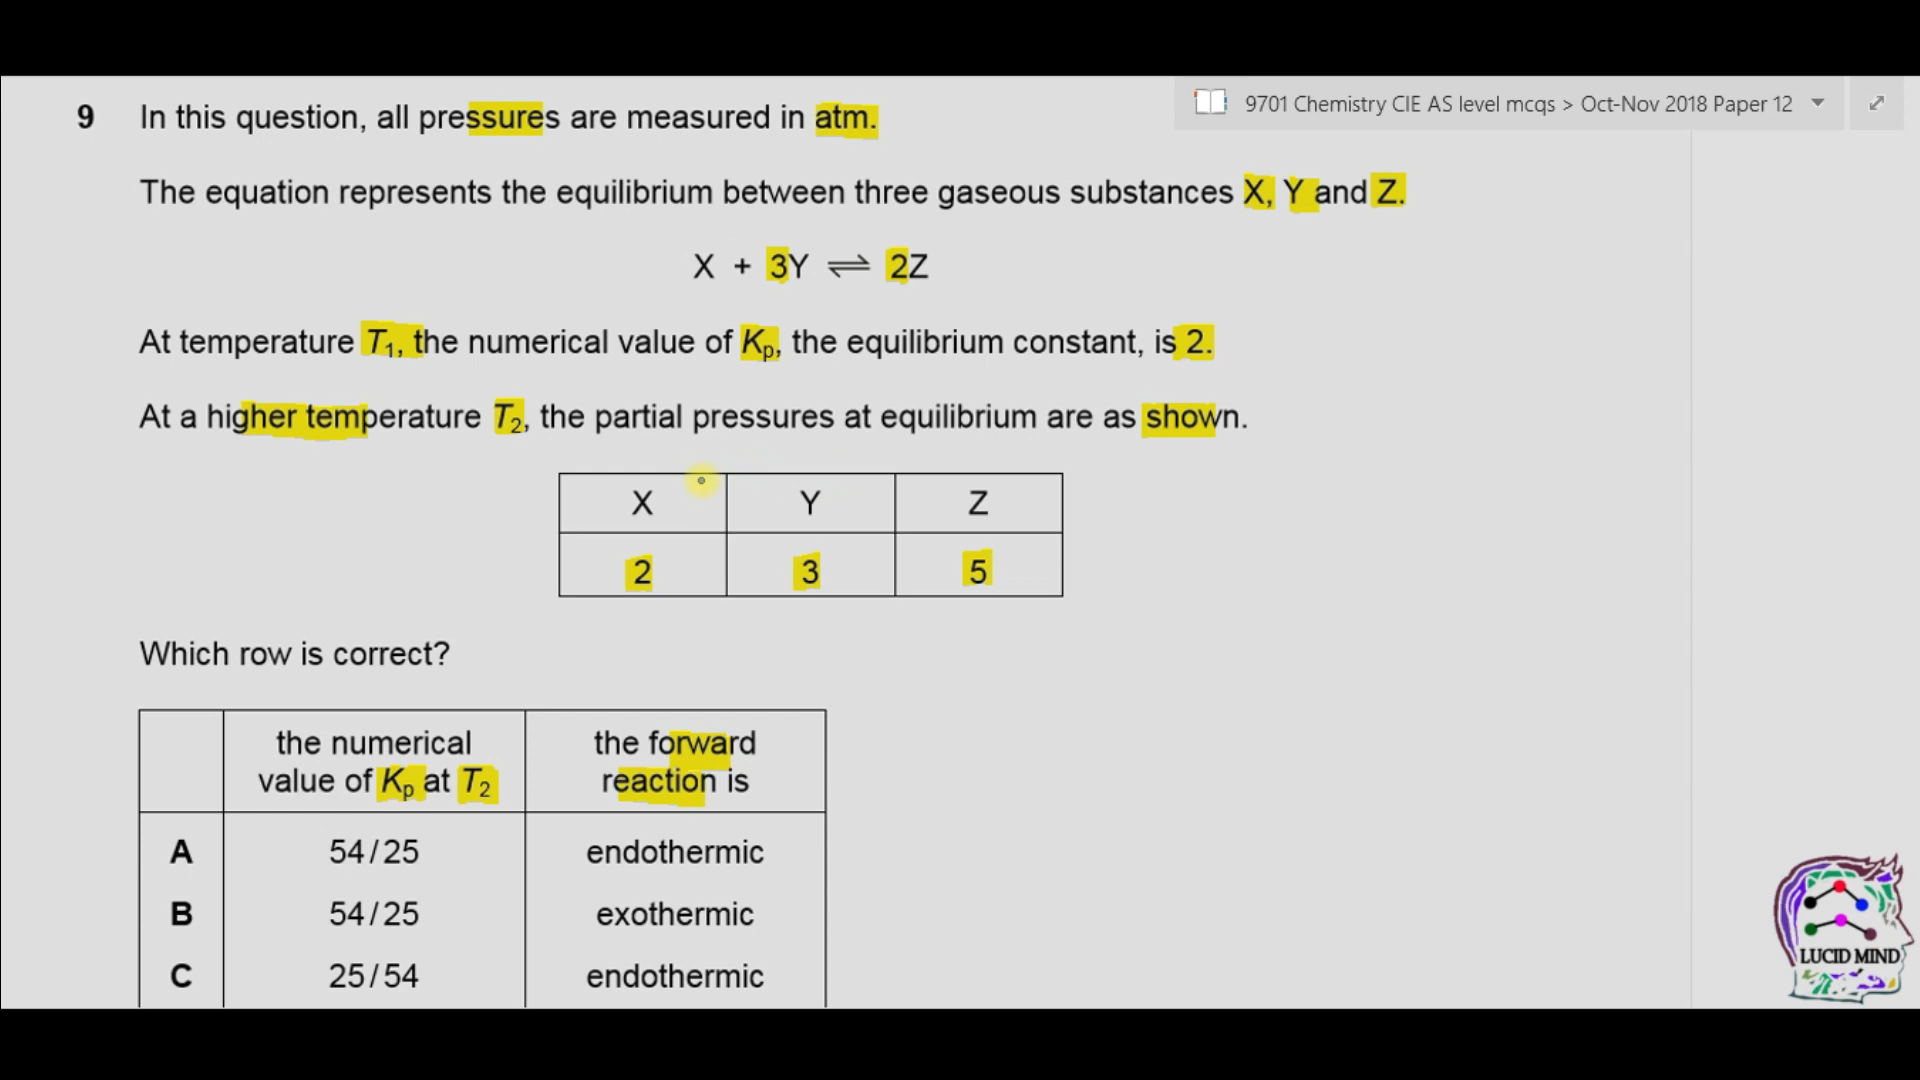 9701 Chemistry CIE AS level mcqs > Oct-Nov 2018 Paper 12
9 In this question, all pressures are measured in atm.
The equation represents the equilibrium between three gaseous substances X, Y and Z.
X + 3Y ⇌ 2Z
At temperature T₁, the numerical value of Kₚ, the equilibrium constant, is 2.
At a higher temperature T₂, the partial pressures at equilibrium are as shown.
X Y Z
2 3 5
Which row is correct?
the numerical value of Kₚ at T₂
the forward reaction is
A 54/25 endothermic
B 54/25 exothermic
C 25/54 endothermic
LUCID MIND